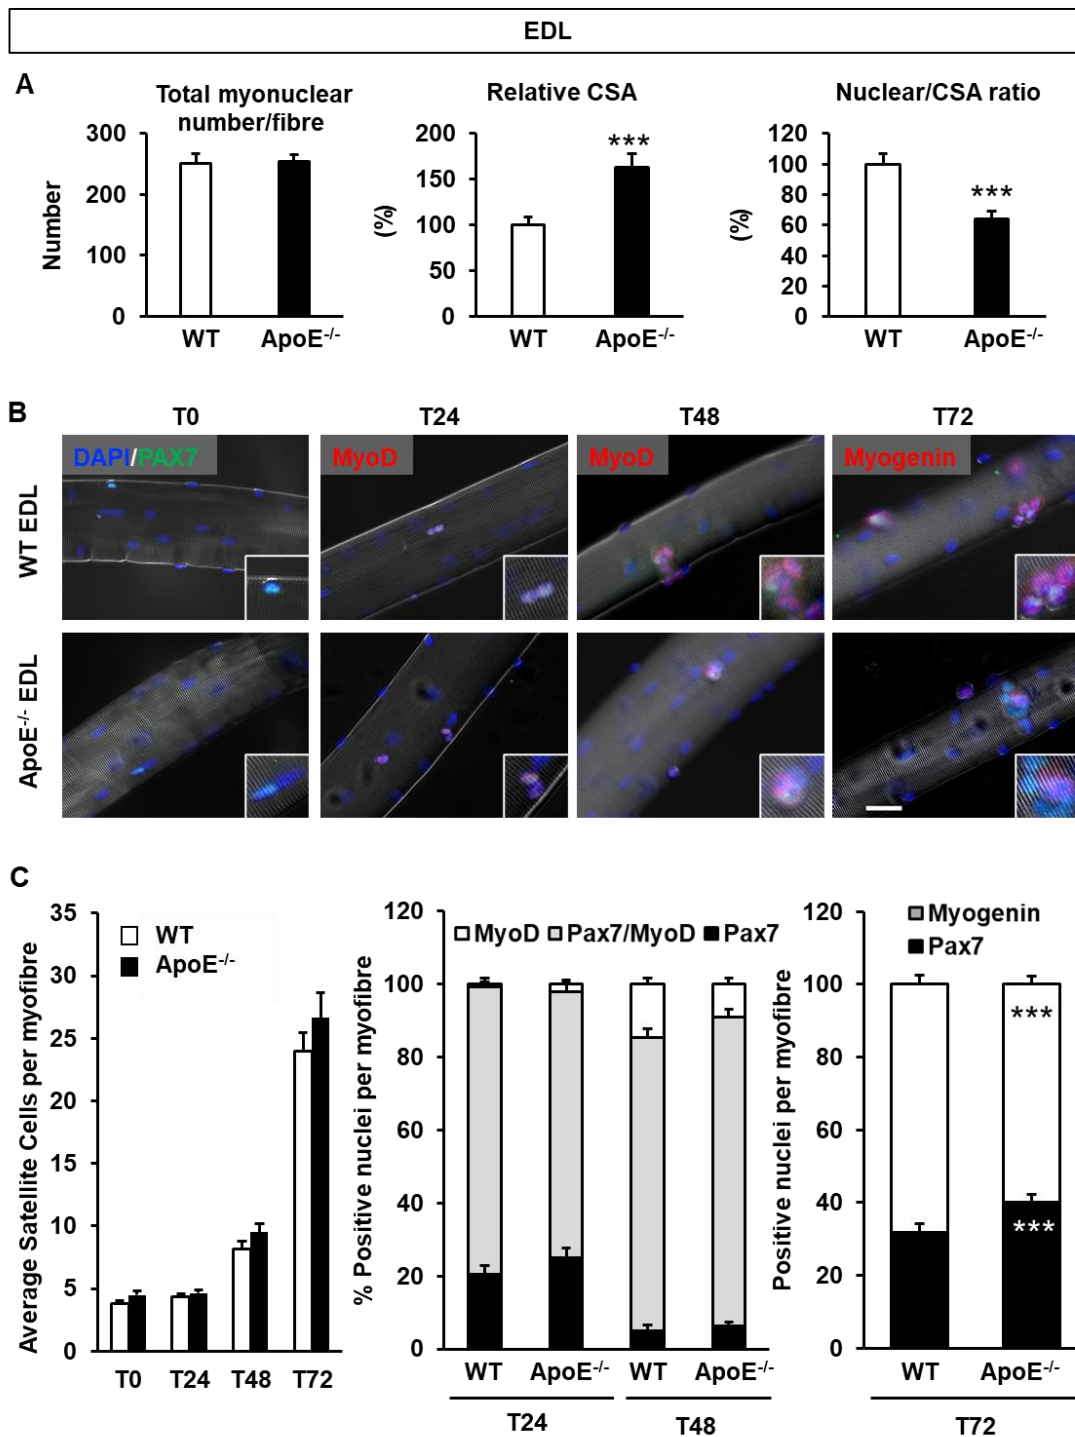 EDL
A
Total myonuclear
number/fibre
Relative CSA
Nuclear/CSA ratio
Number
300
200
100
0
WT
ApoE-/-
(%)
200
150
100
50
0
***
WT
ApoE-/-
(%)
120
100
80
60
40
20
0
***
WT
ApoE-/-
B
T0
T24
T48
T72
WT EDL
DAPI/PAX7
MyoD
MyoD
Myogenin
ApoE-/- EDL
C
Average Satellite Cells per myofibre
35
30
25
20
15
10
5
0
WT
ApoE-/-
T0
T24
T48
T72
% Positive nuclei per myofibre
120
100
80
60
40
20
0
MyoD
Pax7/MyoD
Pax7
WT
ApoE-/-
WT
ApoE-/-
T24
T48
Positive nuclei per myofibre
120
100
80
60
40
20
0
Myogenin
Pax7
***
***
WT
ApoE-/-
T72